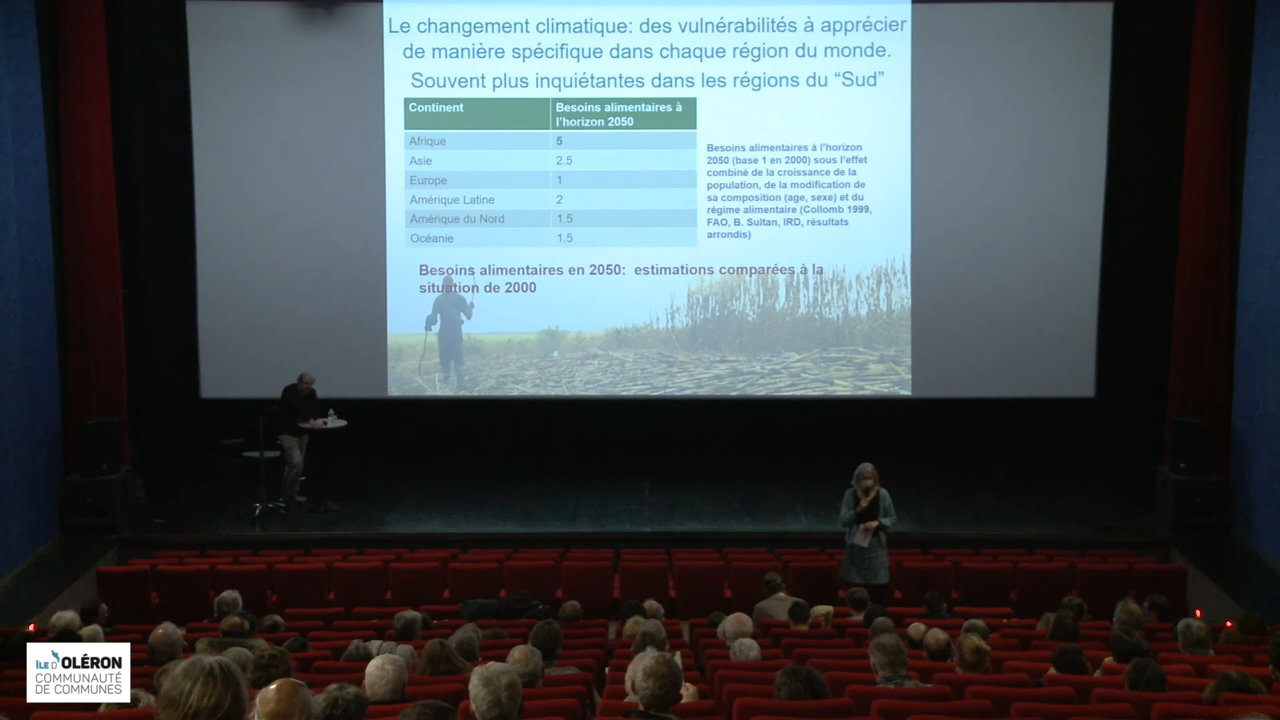 Le changement climatique: des vulnérabilités à apprécier
de manière spécifique dans chaque région du monde.
Souvent plus inquiétantes dans les régions du “Sud”
Continent Besoins alimentaires à
l’horizon 2050
Afrique 5
Asie 2.5
Europe 1
Amérique Latine 2
Amérique du Nord 1.5
Océanie 1.5
Besoins alimentaires à l’horizon
2050 (base 1 en 2000) sous l’effet
combiné de la croissance de la
population, de la modification de
sa composition (age, sexe) et du
régime alimentaire (Collomb 1999,
FAO, B. Sultan, IRD, résultats
arrondis)
Besoins alimentaires en 2050: estimations comparées à la
situation de 2000
ÎLE D'OLÉRON
COMMUNAUTÉ
DE COMMUNES